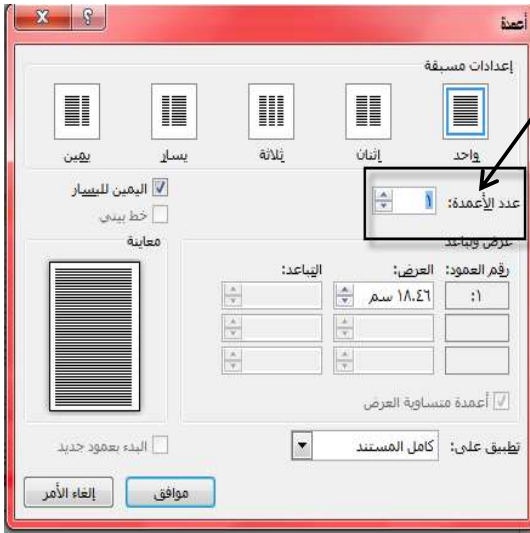 أعمدة
إعدادات مسبقة
واحد إثنان ثلاثة يسار يمين
عدد الأعمدة: ١
اليمين لليسار
خط بيني
عرض وتباعد
معاينة
رقم العمود: العرض: التباعد:
١: ١٨.٤٦ سم
أعمدة متساوية العرض
تطبيق على: كامل المستند
البدء بعمود جديد
موافق إلغاء الأمر